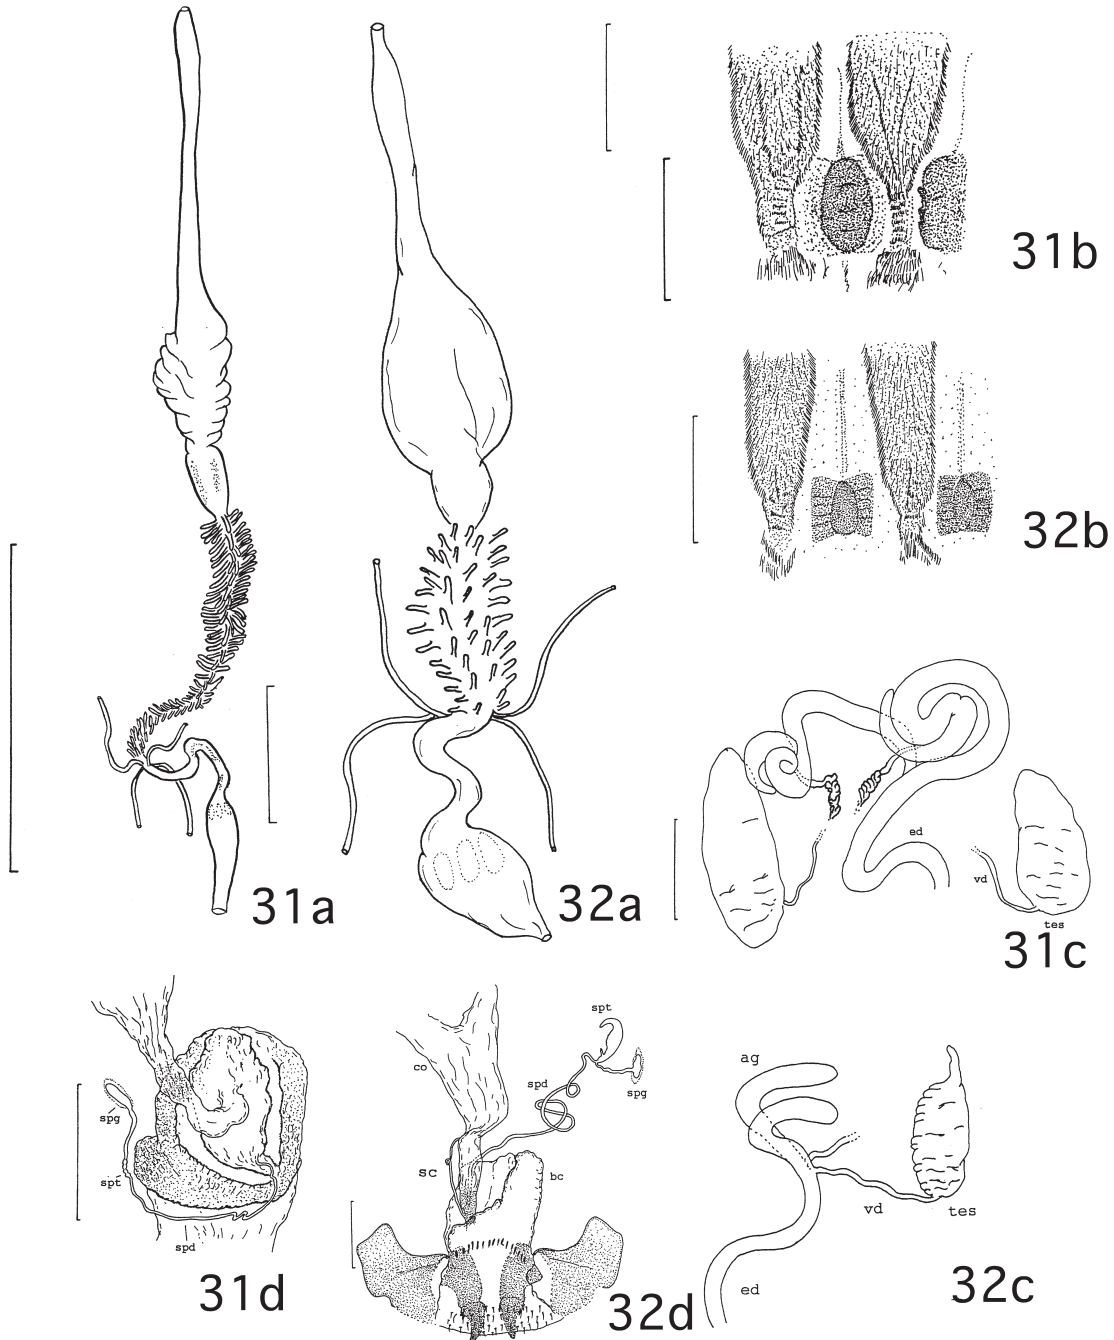 31b
32b
31a
32a
ed
vd
tes
31c
spg
spt
spd
31d
co
spt
spd
spg
sc
bc
32d
ag
vd
tes
ed
32c